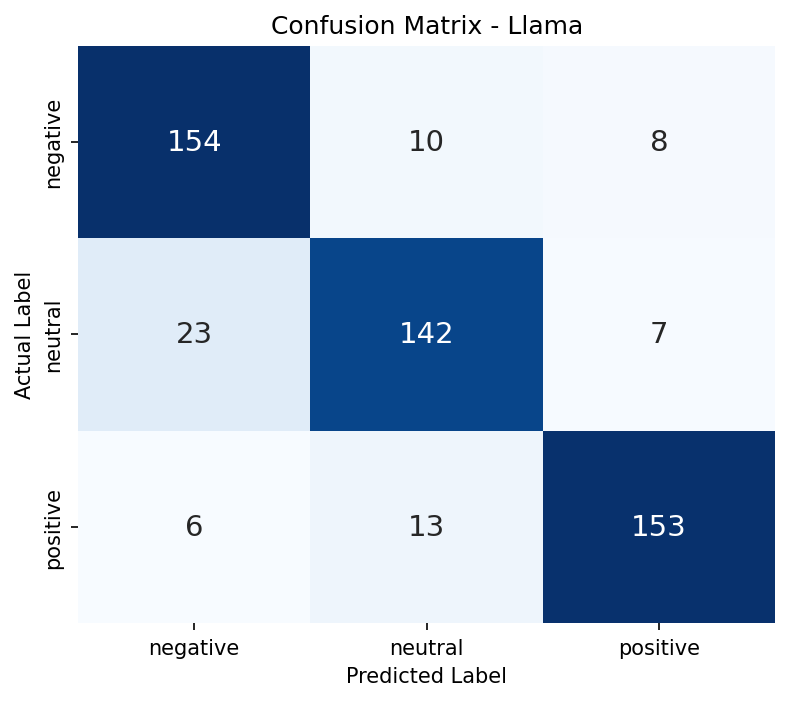 Confusion Matrix - Llama
Actual Label
negative
154 10 8
neutral
23 142 7
positive
6 13 153
negative neutral positive
Predicted Label